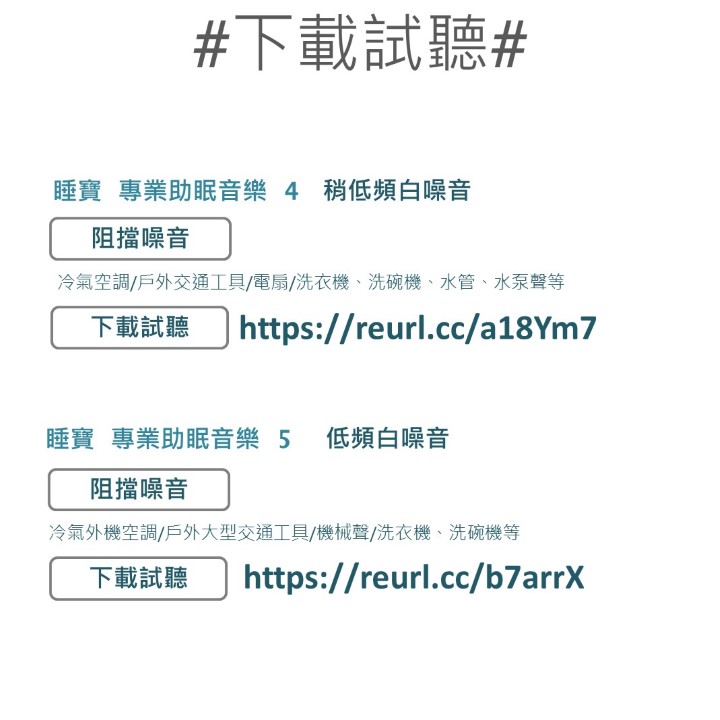 #下載試聽#
睡寶 專業助眠音樂 4 稍低頻白噪音
阻擋噪音
冷氣空調/戶外交通工具/電扇/洗衣機、洗碗機、水管、水泵聲等
下載試聽 https://reurl.cc/a18Ym7
睡寶 專業助眠音樂 5 低頻白噪音
阻擋噪音
冷氣外機空調/戶外大型交通工具/機械聲/洗衣機、洗碗機等
下載試聽 https://reurl.cc/b7arrX